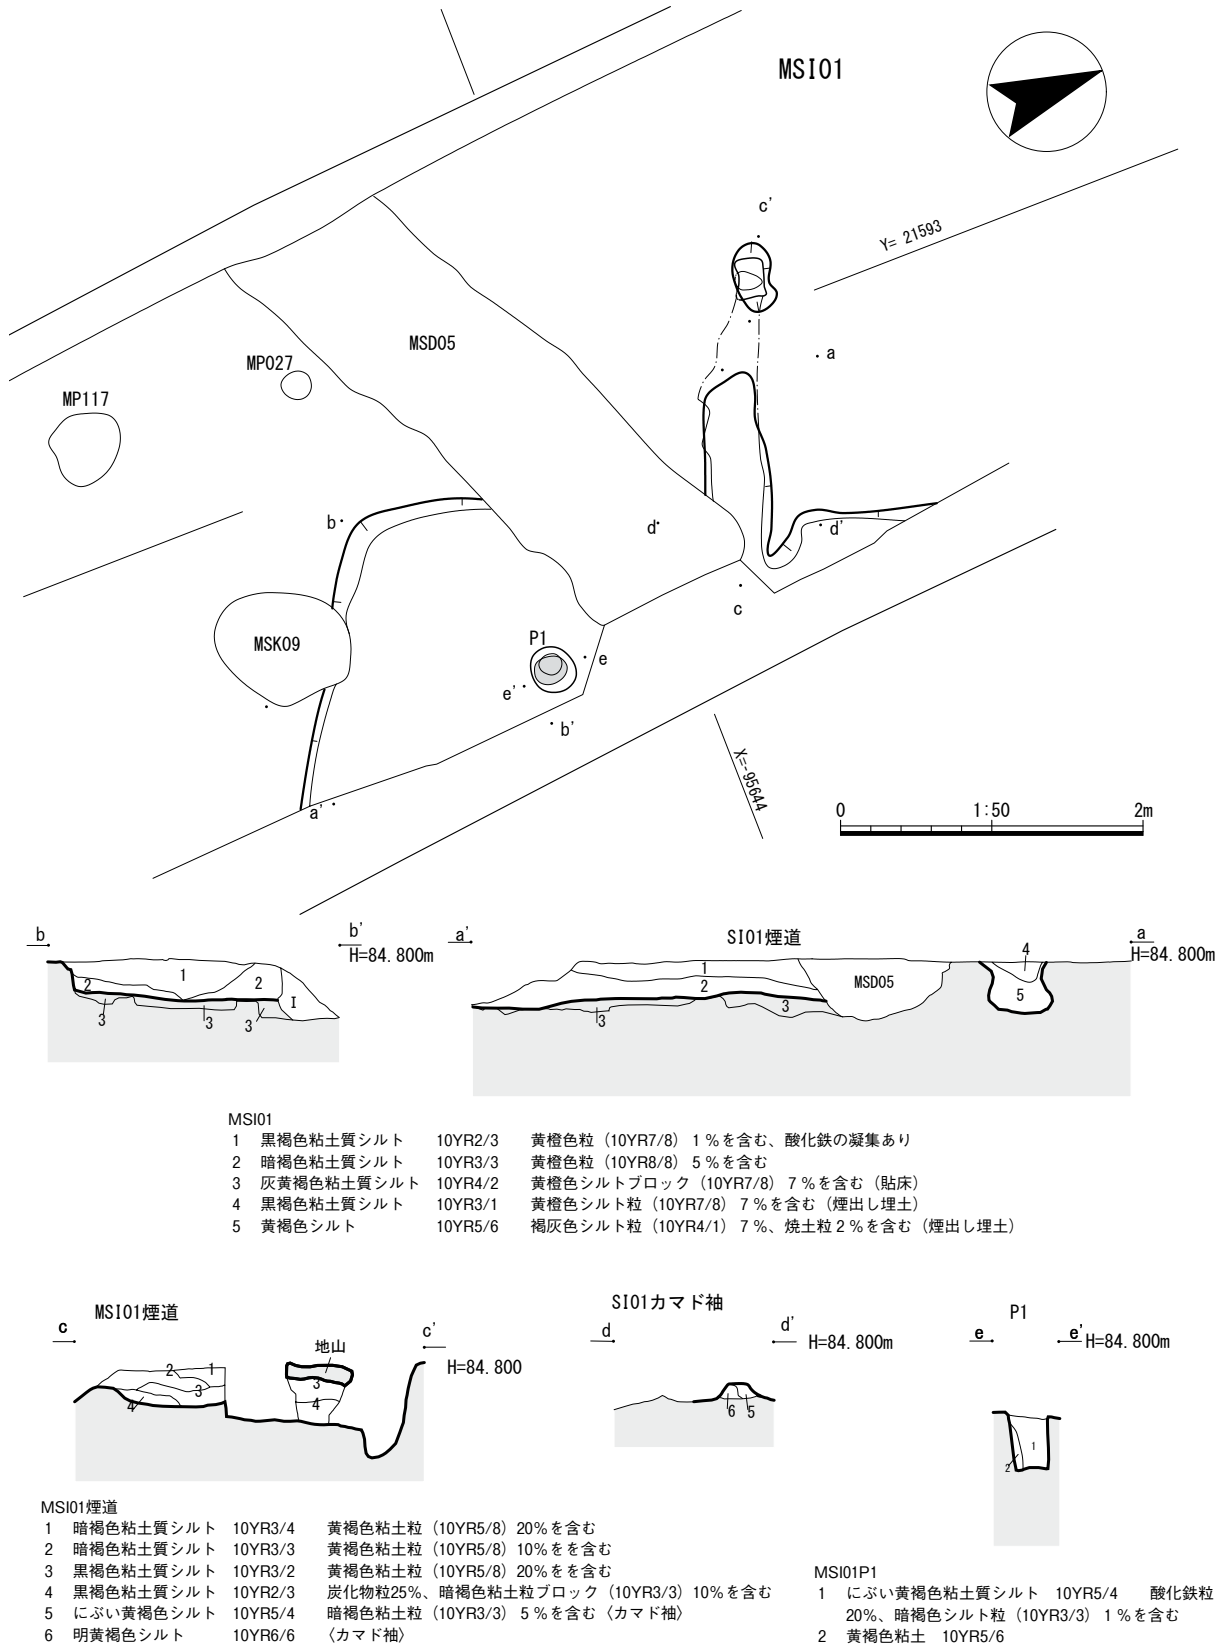 MSI01
c'
Y= 21593
MSD05
a
MP027
MP117
b
d
d'
c
MSK09
P1
e
e'
b'
X=-95644
a'
0 1:50 2m
b b' H=84.800m
a' SI01煙道 a H=84.800m
1 2 2 I 3 3 3
1 2 3 3 MSD05 4 5
MSI01
1 黒褐色粘土質シルト 10YR2/3 黄橙色粒（10YR7/8）1％を含む、酸化鉄の凝集あり
2 暗褐色粘土質シルト 10YR3/3 黄橙色粒（10YR8/8）5％を含む
3 灰黄褐色粘土質シルト 10YR4/2 黄橙色シルトブロック（10YR7/8）7％を含む（貼床）
4 黒褐色粘土質シルト 10YR3/1 黄橙色シルト粒（10YR7/8）7％を含む（煙出し埋土）
5 黄褐色シルト 10YR5/6 褐灰色シルト粒（10YR4/1）7％、焼土粒2％を含む（煙出し埋土）
MSI01煙道
c c' H=84.800
地山
2 1 3 4 3 4
SI01カマド袖
d d' H=84.800m
6 5
P1
e e' H=84.800m
1 2
MSI01煙道
1 暗褐色粘土質シルト 10YR3/4 黄褐色粘土粒（10YR5/8）20%を含む
2 暗褐色粘土質シルト 10YR3/3 黄褐色粘土粒（10YR5/8）10%をを含む
3 黒褐色粘土質シルト 10YR3/2 黄褐色粘土粒（10YR5/8）20%をを含む
4 黒褐色粘土質シルト 10YR2/3 炭化物粒25%、暗褐色粘土粒ブロック（10YR3/3）10%を含む
5 にぶい黄褐色シルト 10YR5/4 暗褐色粘土粒（10YR3/3）5％を含む〈カマド袖〉
6 明黄褐色シルト 10YR6/6 〈カマド袖〉
MSI01P1
1 にぶい黄褐色粘土質シルト 10YR5/4 酸化鉄粒
20%、暗褐色シルト粒（10YR3/3）1％を含む
2 黄褐色粘土 10YR5/6